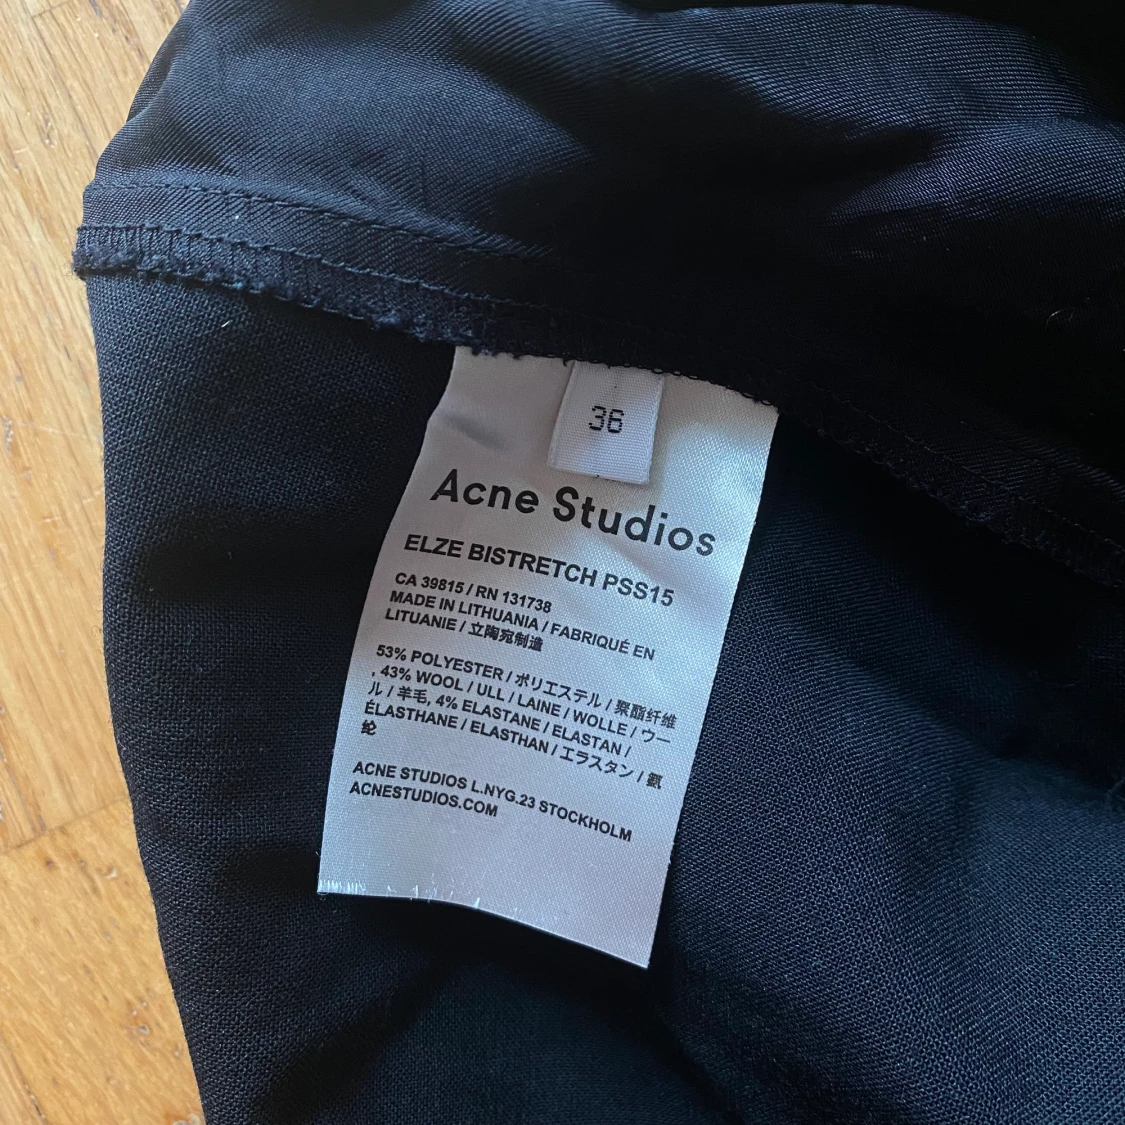 36
Acne Studios
ELZE BISTRETCH PSS15
CA 39815 / RN 131738
MADE IN LITHUANIA / FABRIQUÉ EN
LITUANIE / 立陶宛制造
53% POLYESTER / ポリエステル / 聚酯纤维
, 43% WOOL / ULL / LAINE / WOLLE / ウー
ル / 羊毛, 4% ELASTANE / ELASTAN /
ÉLASTHANE / ELASTHAN / エラスタン / 氨
纶
ACNE STUDIOS L.NYG.23 STOCKHOLM
ACNESTUDIOS.COM